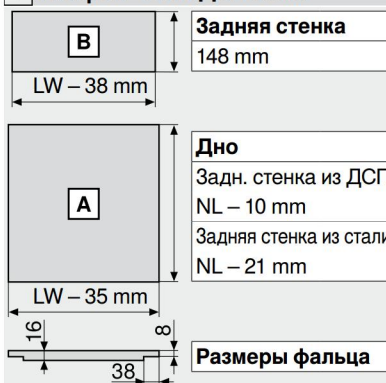 Задняя стенка
B
148 mm
LW – 38 mm
Дно
Задн. стенка из ДСП
A
NL – 10 mm
Задняя стенка из стали
NL – 21 mm
LW – 35 mm
16
8
Размеры фальца
38